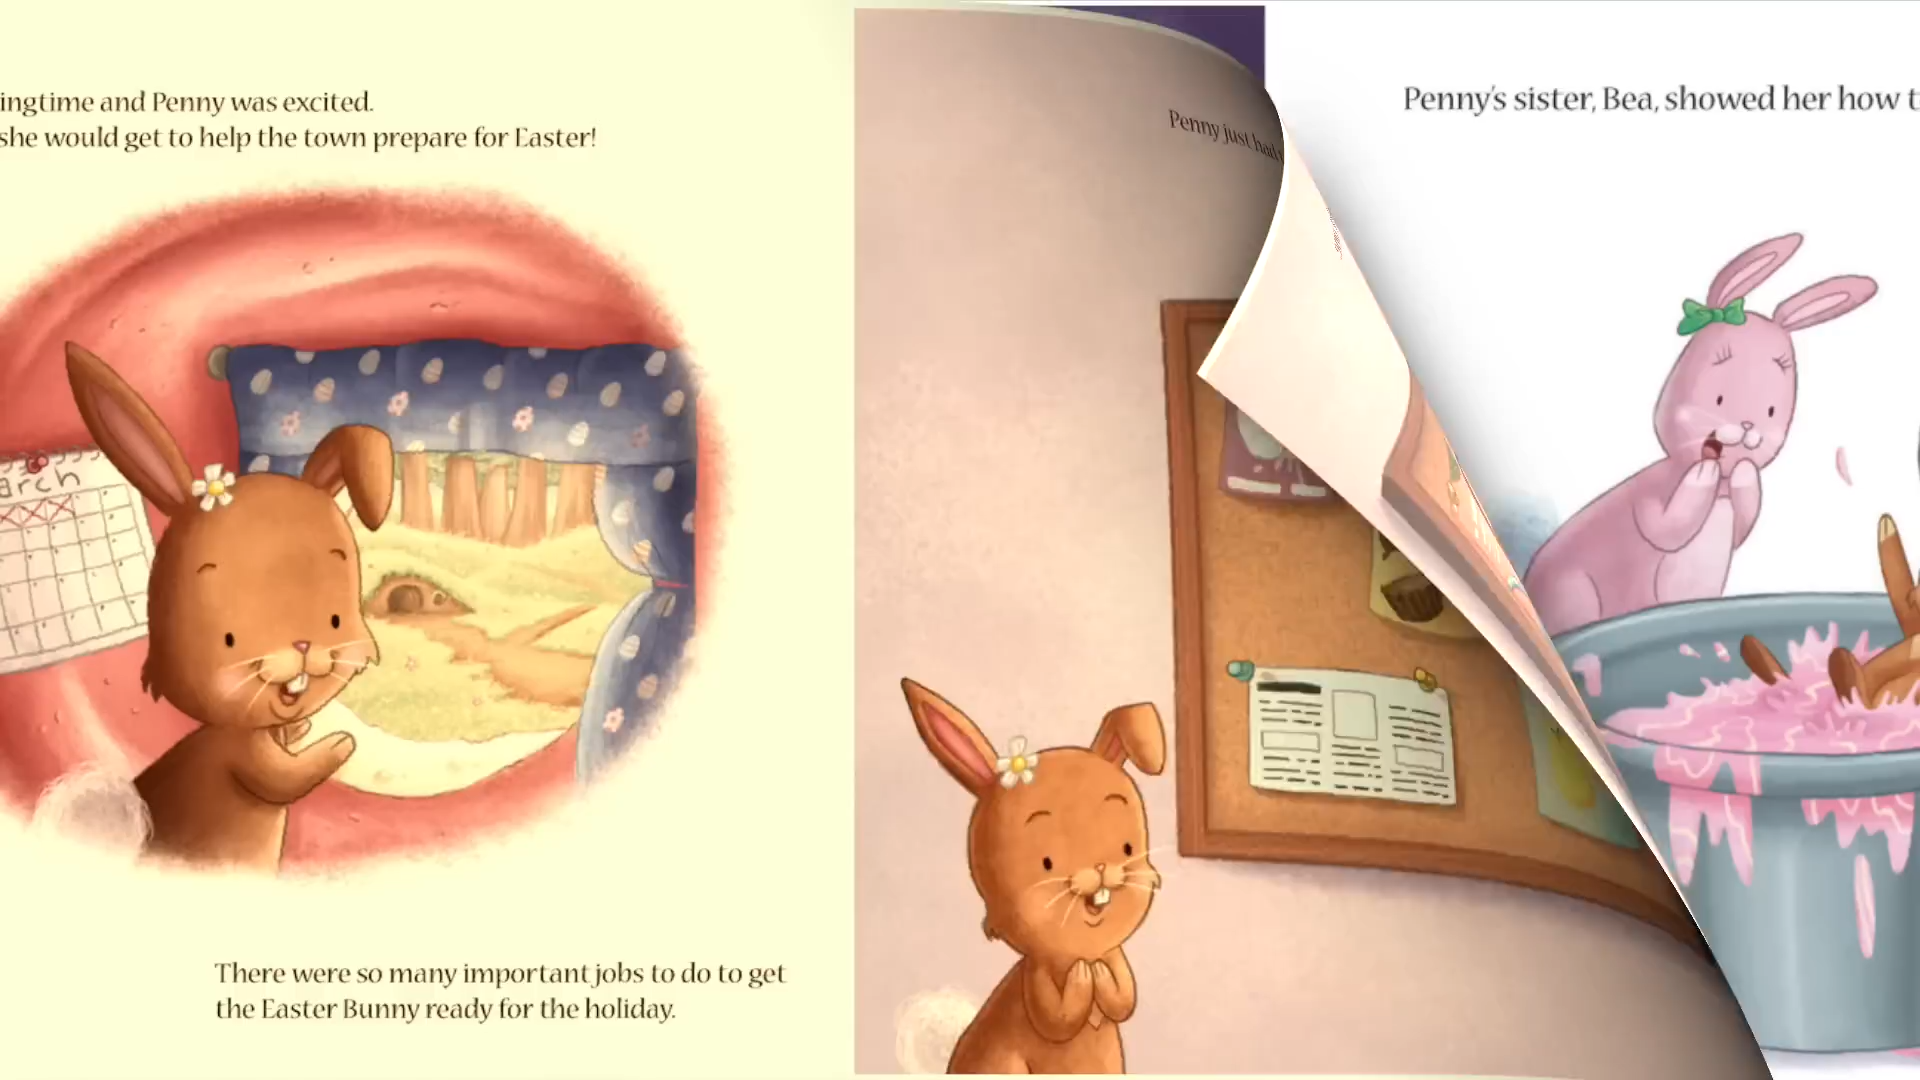 ingtime and Penny was excited.
she would get to help the town prepare for Easter!
arch
There were so many important jobs to do to get
the Easter Bunny ready for the holiday.
Penny just had
Penny's sister, Bea, showed her how t